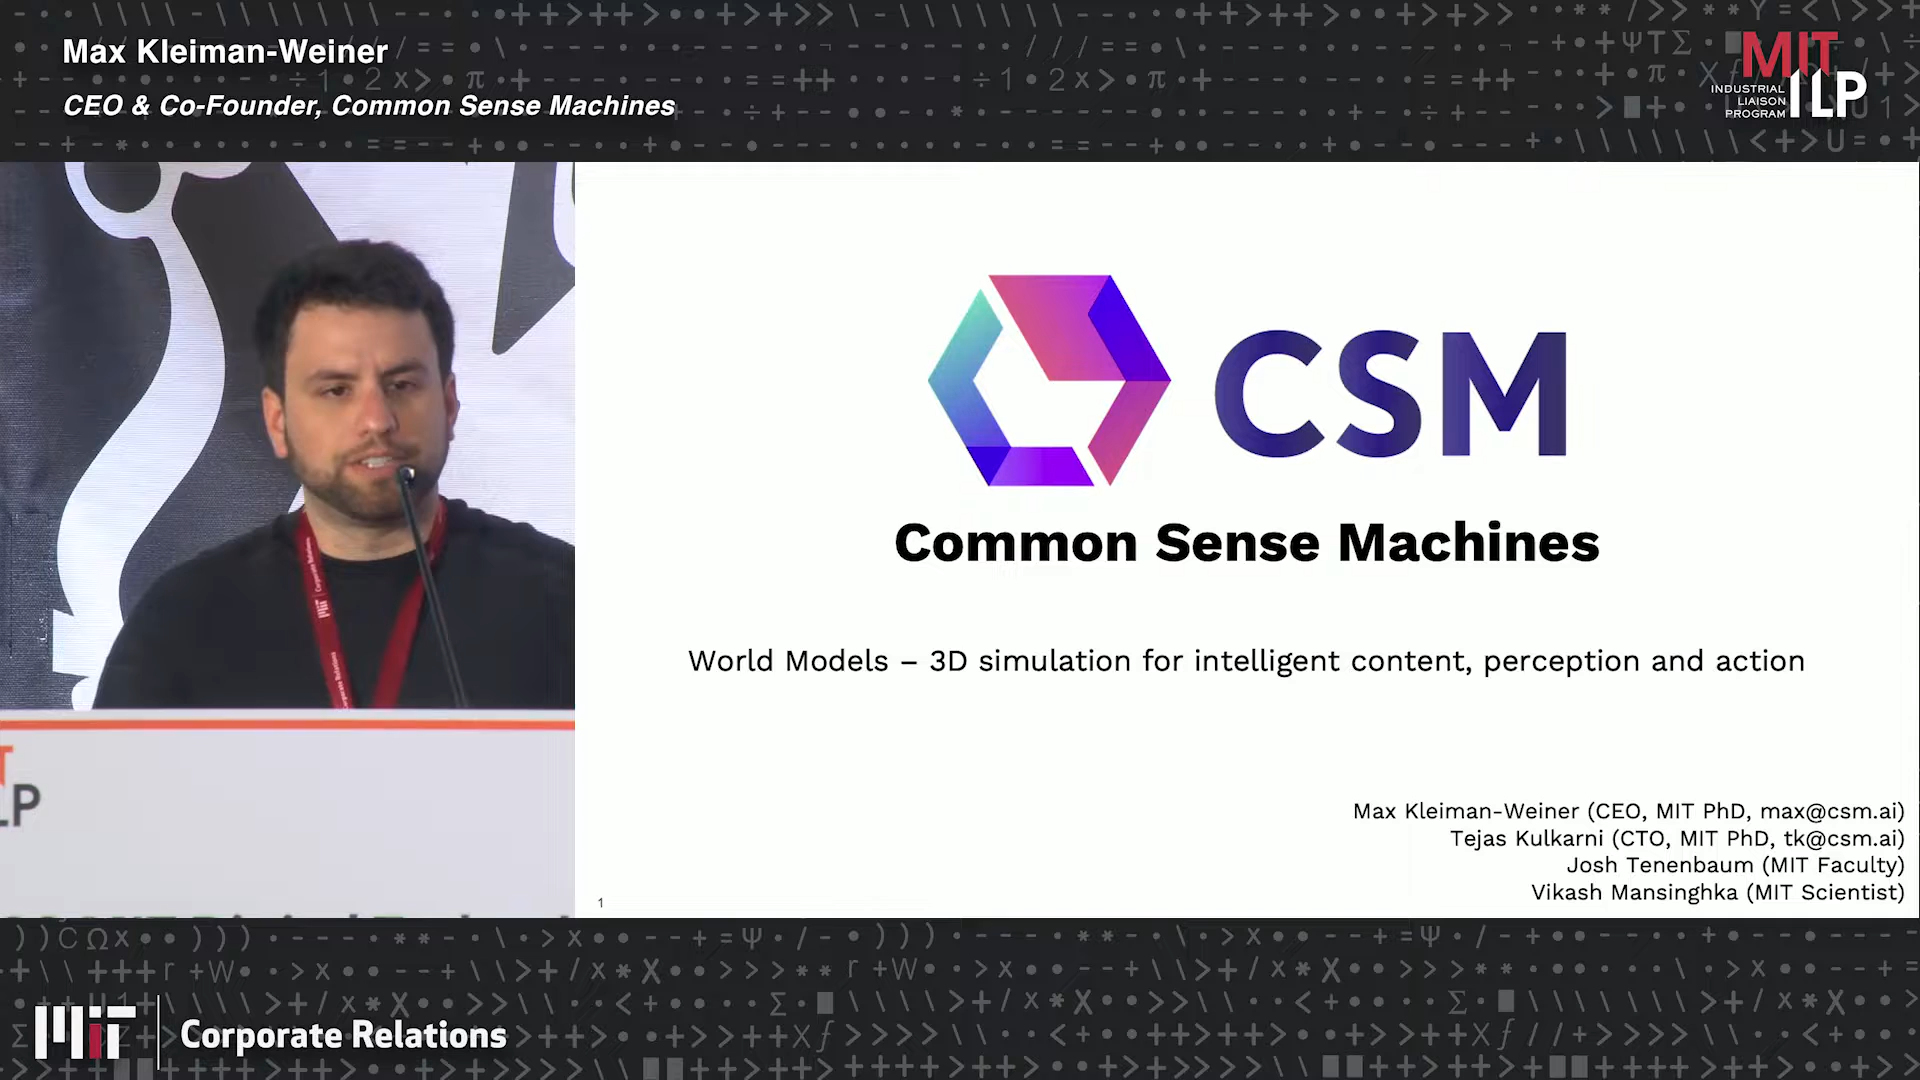 Max Kleiman-Weiner
CEO & Co-Founder, Common Sense Machines
MIT
ILP
INDUSTRIAL
LIAISON
PROGRAM
CSM
Common Sense Machines
World Models – 3D simulation for intelligent content, perception and action
Max Kleiman-Weiner (CEO, MIT PhD, max@csm.ai)
Tejas Kulkarni (CTO, MIT PhD, tk@csm.ai)
Josh Tenenbaum (MIT Faculty)
Vikash Mansinghka (MIT Scientist)
1
MIT
Corporate Relations